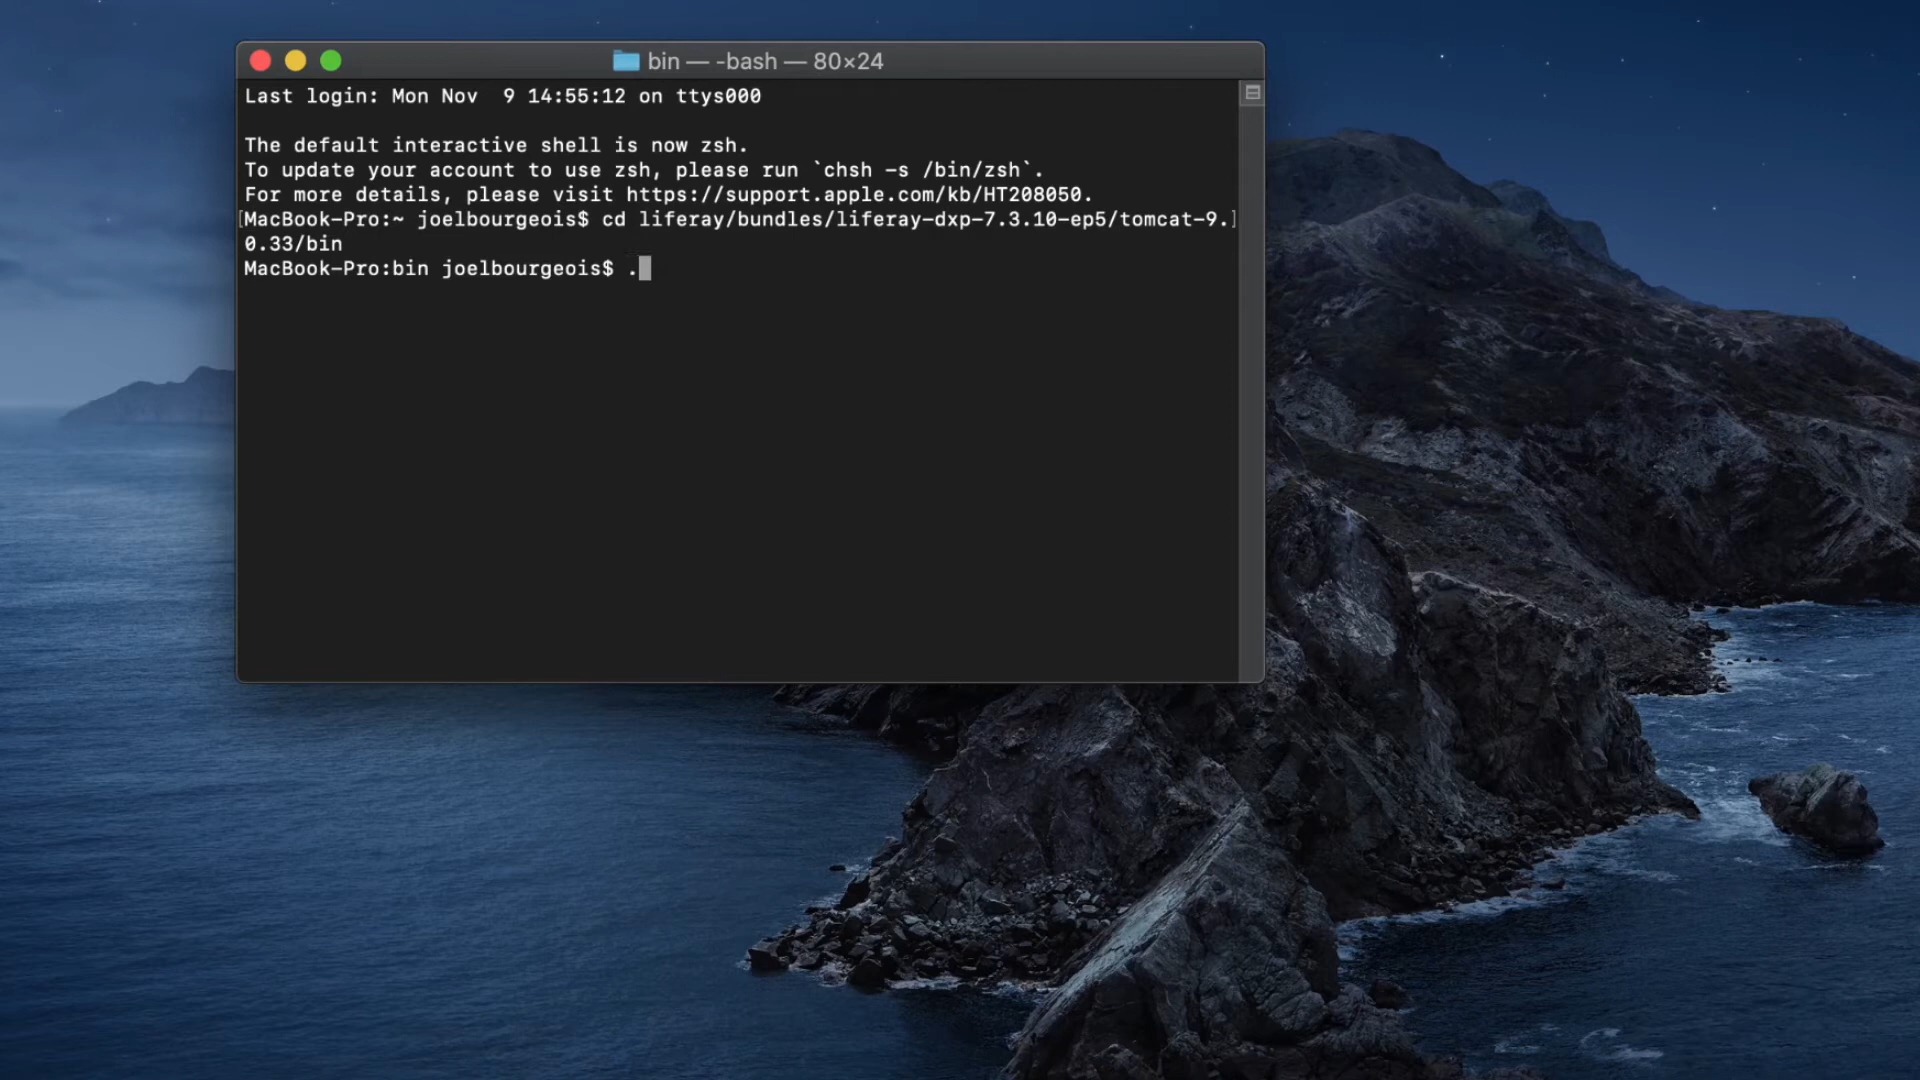 bin — -bash — 80×24
Last login: Mon Nov  9 14:55:12 on ttys000
The default interactive shell is now zsh.
To update your account to use zsh, please run `chsh -s /bin/zsh`.
For more details, please visit https://support.apple.com/kb/HT208050.
[MacBook-Pro:~ joelbourgeois$ cd liferay/bundles/liferay-dxp-7.3.10-ep5/tomcat-9.]
0.33/bin
MacBook-Pro:bin joelbourgeois$ .